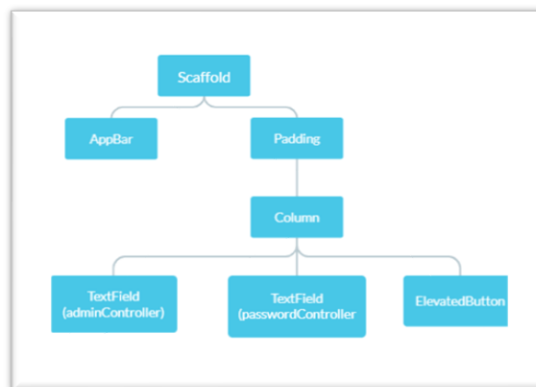 Scaffold
AppBar
Padding
Column
TextField
(adminController)
TextField
(passwordController
ElevatedButton